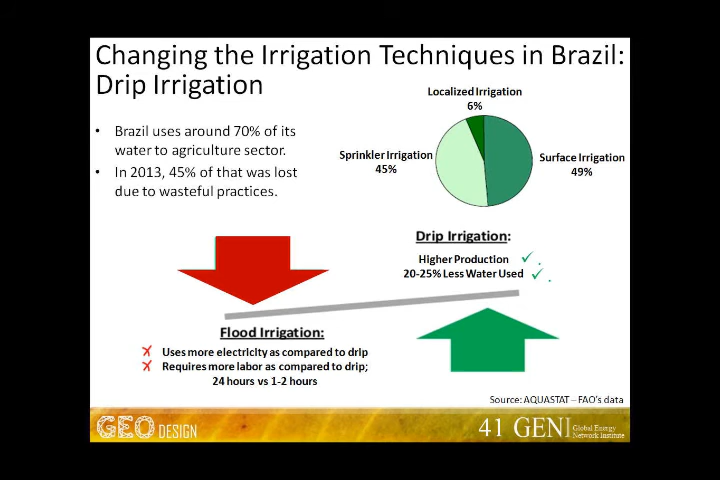 Changing the Irrigation Techniques in Brazil:
Drip Irrigation
• Brazil uses around 70% of its
water to agriculture sector.
• In 2013, 45% of that was lost
due to wasteful practices.
Localized Irrigation
6%
Sprinkler Irrigation
45%
Surface Irrigation
49%
Drip Irrigation:
Higher Production
20-25% Less Water Used
Flood Irrigation:
Uses more electricity as compared to drip
Requires more labor as compared to drip;
24 hours vs 1-2 hours
Source: AQUASTAT – FAO's data
GEO DESIGN
41 GENI Global Energy
Network Institute